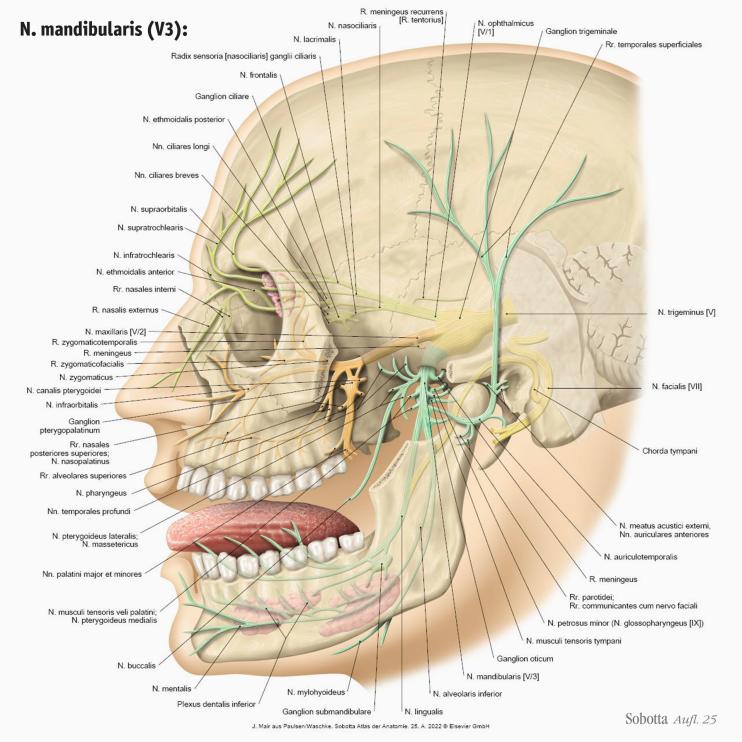 N. mandibularis (V3):
R. meningeus recurrens
[R. tentorius]
N. nasociliaris
N. ophthalmicus
[V/1]
Ganglion trigeminale
N. lacrimalis
Rr. temporales superficiales
Radix sensoria [nasociliaris] ganglii ciliaris
N. frontalis
Ganglion ciliare
N. ethmoidalis posterior
Nn. ciliares longi
Nn. ciliares breves
N. supraorbitalis
N. supratrochlearis
N. infratrochlearis
N. ethmoidalis anterior
Rr. nasales interni
R. nasalis externus
N. maxillaris [V/2]
R. zygomaticotemporalis
R. meningeus
R. zygomaticofacialis
N. zygomaticus
N. canalis pterygoidei
N. infraorbitalis
Ganglion
pterygopalatinum
Rr. nasales
posteriores superiores;
N. nasopalatinus
Rr. alveolares superiores
N. pharyngeus
Nn. temporales profundi
N. pterygoideus lateralis;
N. massetericus
Nn. palatini major et minores
N. musculi tensoris veli palatini;
N. pterygoideus medialis
N. buccalis
N. mentalis
Plexus dentalis inferior
N. mylohyoideus
Ganglion submandibulare
N. lingualis
N. alveolaris inferior
N. mandibularis [V/3]
Ganglion oticum
N. musculi tensoris tympani
N. petrosus minor (N. glossopharyngeus [IX])
Rr. parotidei;
Rr. communicantes cum nervo faciali
R. meningeus
N. auriculotemporalis
N. meatus acustici externi,
Nn. auriculares anteriores
Chorda tympani
N. facialis [VII]
N. trigeminus [V]
J. Mair aus Paulsen/Waschke, Sobotta Atlas der Anatomie, 25. A. 2022 © Elsevier GmbH
Sobotta Aufl. 25